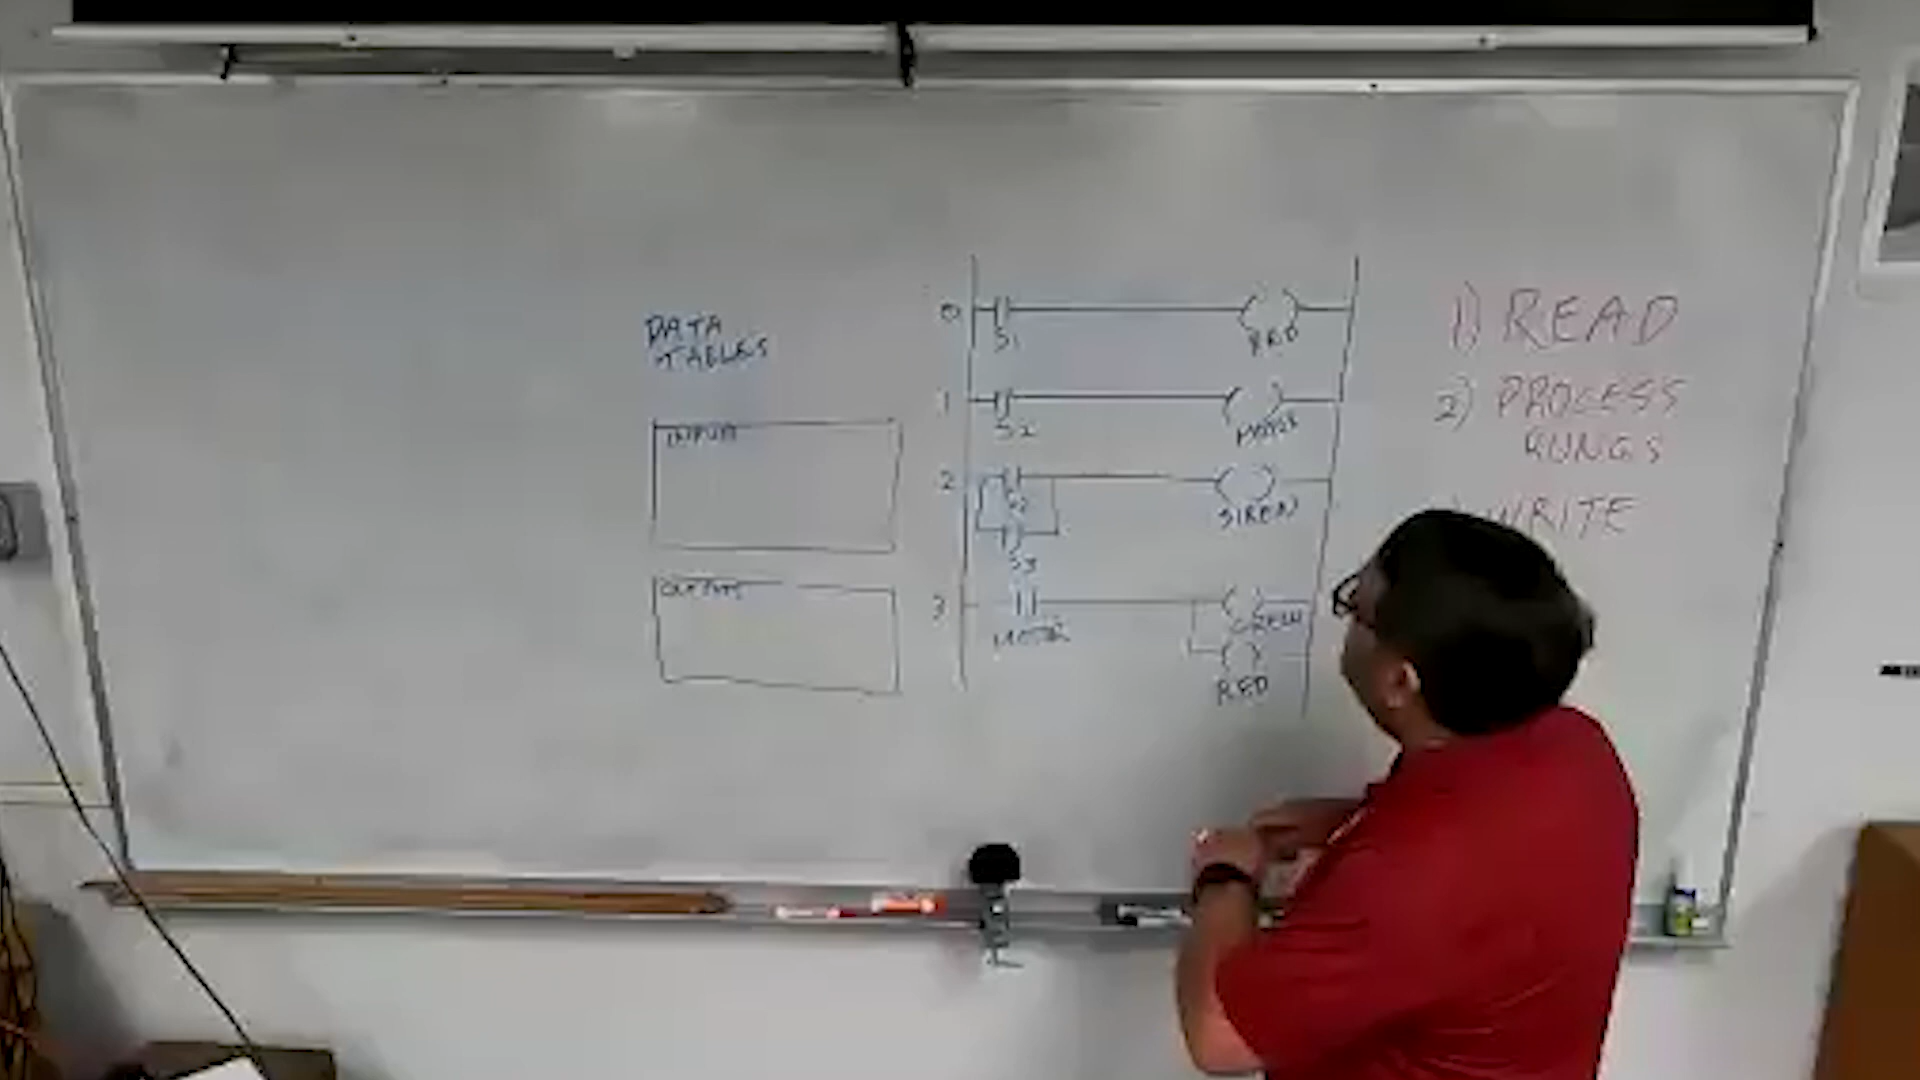 DATA
TABLES
INPUTS
OUTPUTS
0
S1
RED
1
S2
MOTOR
2
S2
S3
SIREN
3
MOTOR
GREEN
RED
1) READ
2) PROCESS
RUNGS
WRITE